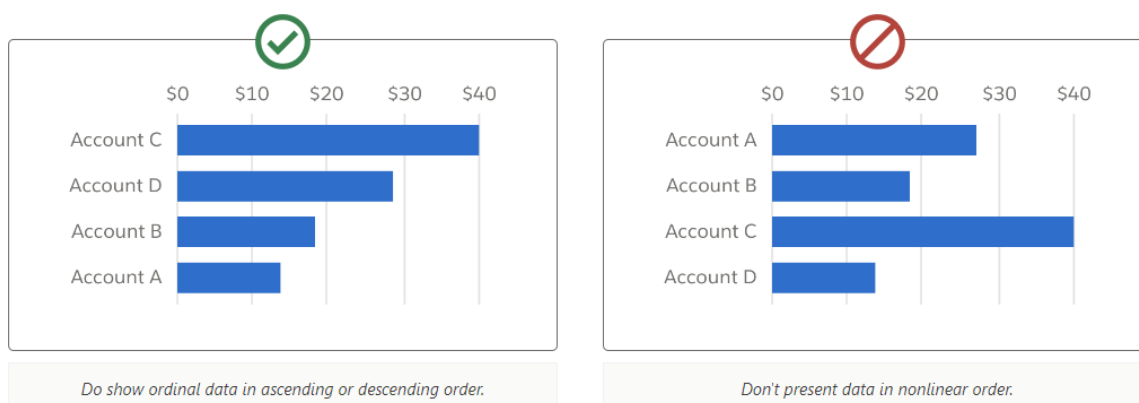 $0 $10 $20 $30 $40
Account C
Account D
Account B
Account A
Do show ordinal data in ascending or descending order.
$0 $10 $20 $30 $40
Account A
Account B
Account C
Account D
Don't present data in nonlinear order.